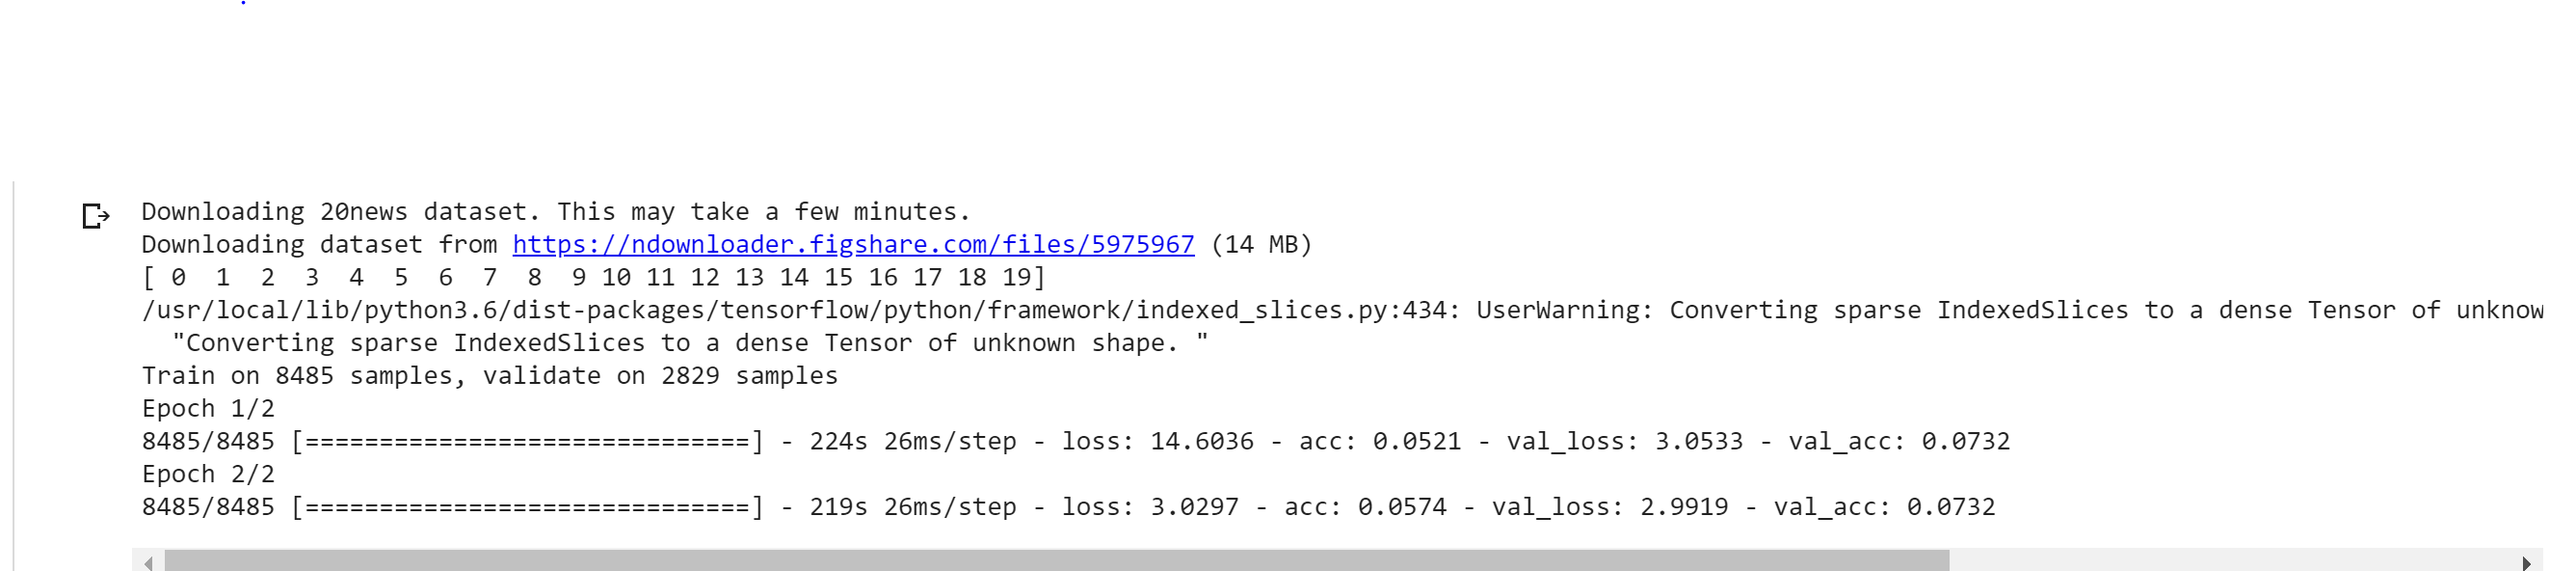 Downloading 20news dataset. This may take a few minutes.
Downloading dataset from https://ndownloader.figshare.com/files/5975967 (14 MB)
[ 0  1  2  3  4  5  6  7  8  9 10 11 12 13 14 15 16 17 18 19]
/usr/local/lib/python3.6/dist-packages/tensorflow/python/framework/indexed_slices.py:434: UserWarning: Converting sparse IndexedSlices to a dense Tensor of unknow
  "Converting sparse IndexedSlices to a dense Tensor of unknown shape. "
Train on 8485 samples, validate on 2829 samples
Epoch 1/2
8485/8485 [==============================] - 224s 26ms/step - loss: 14.6036 - acc: 0.0521 - val_loss: 3.0533 - val_acc: 0.0732
Epoch 2/2
8485/8485 [==============================] - 219s 26ms/step - loss: 3.0297 - acc: 0.0574 - val_loss: 2.9919 - val_acc: 0.0732